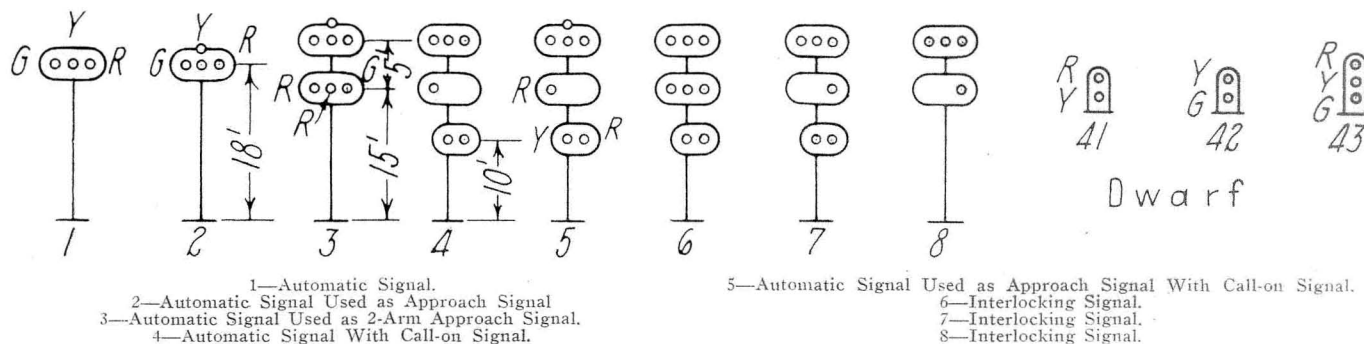 Y Y
G R G R
5'
R G
R
R
Y R
18' 15' 10'
1 2 3 4 5 6 7 8
R Y R
Y G Y
G
41 42 43
Dwarf
1—Automatic Signal.
2—Automatic Signal Used as Approach Signal
3—Automatic Signal Used as 2-Arm Approach Signal.
4—Automatic Signal With Call-on Signal.
5—Automatic Signal Used as Approach Signal With Call-on Signal.
6—Interlocking Signal.
7—Interlocking Signal.
8—Interlocking Signal.